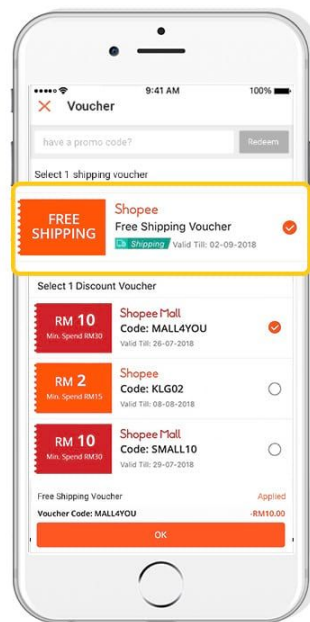 9:41 AM
100%
Voucher
have a promo code?
Redeem
Select 1 shipping voucher
FREE SHIPPING
Shopee
Free Shipping Voucher
Shipping Valid Till: 02-09-2018
Select 1 Discount Voucher
RM 10
Min. Spend RM30
Shopee Mall
Code: MALL4YOU
Valid Till: 26-07-2018
RM 2
Min. Spend RM15
Shopee
Code: KLG02
Valid Till: 08-08-2018
RM 10
Min. Spend RM30
Shopee Mall
Code: SMALL10
Valid Till: 29-07-2018
Free Shipping Voucher Applied
Voucher Code: MALL4YOU -RM10.00
OK